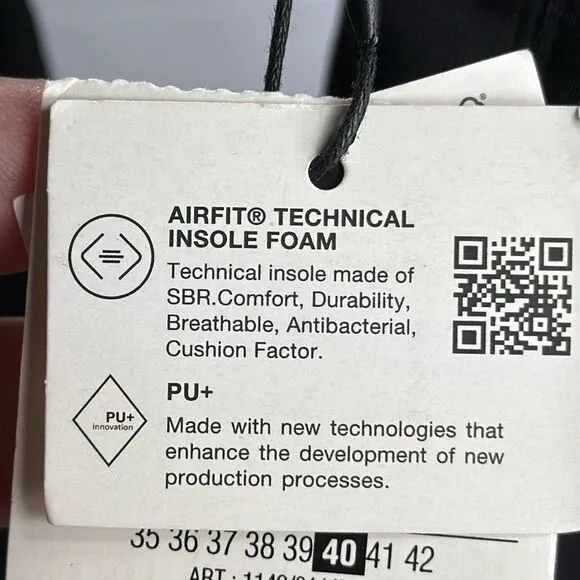 ®
AIRFIT® TECHNICAL
INSOLE FOAM
Technical insole made of
SBR.Comfort, Durability,
Breathable, Antibacterial,
Cushion Factor.
PU+
innovation
PU+
Made with new technologies that
enhance the development of new
production processes.
35 36 37 38 39 40 41 42
ART.: